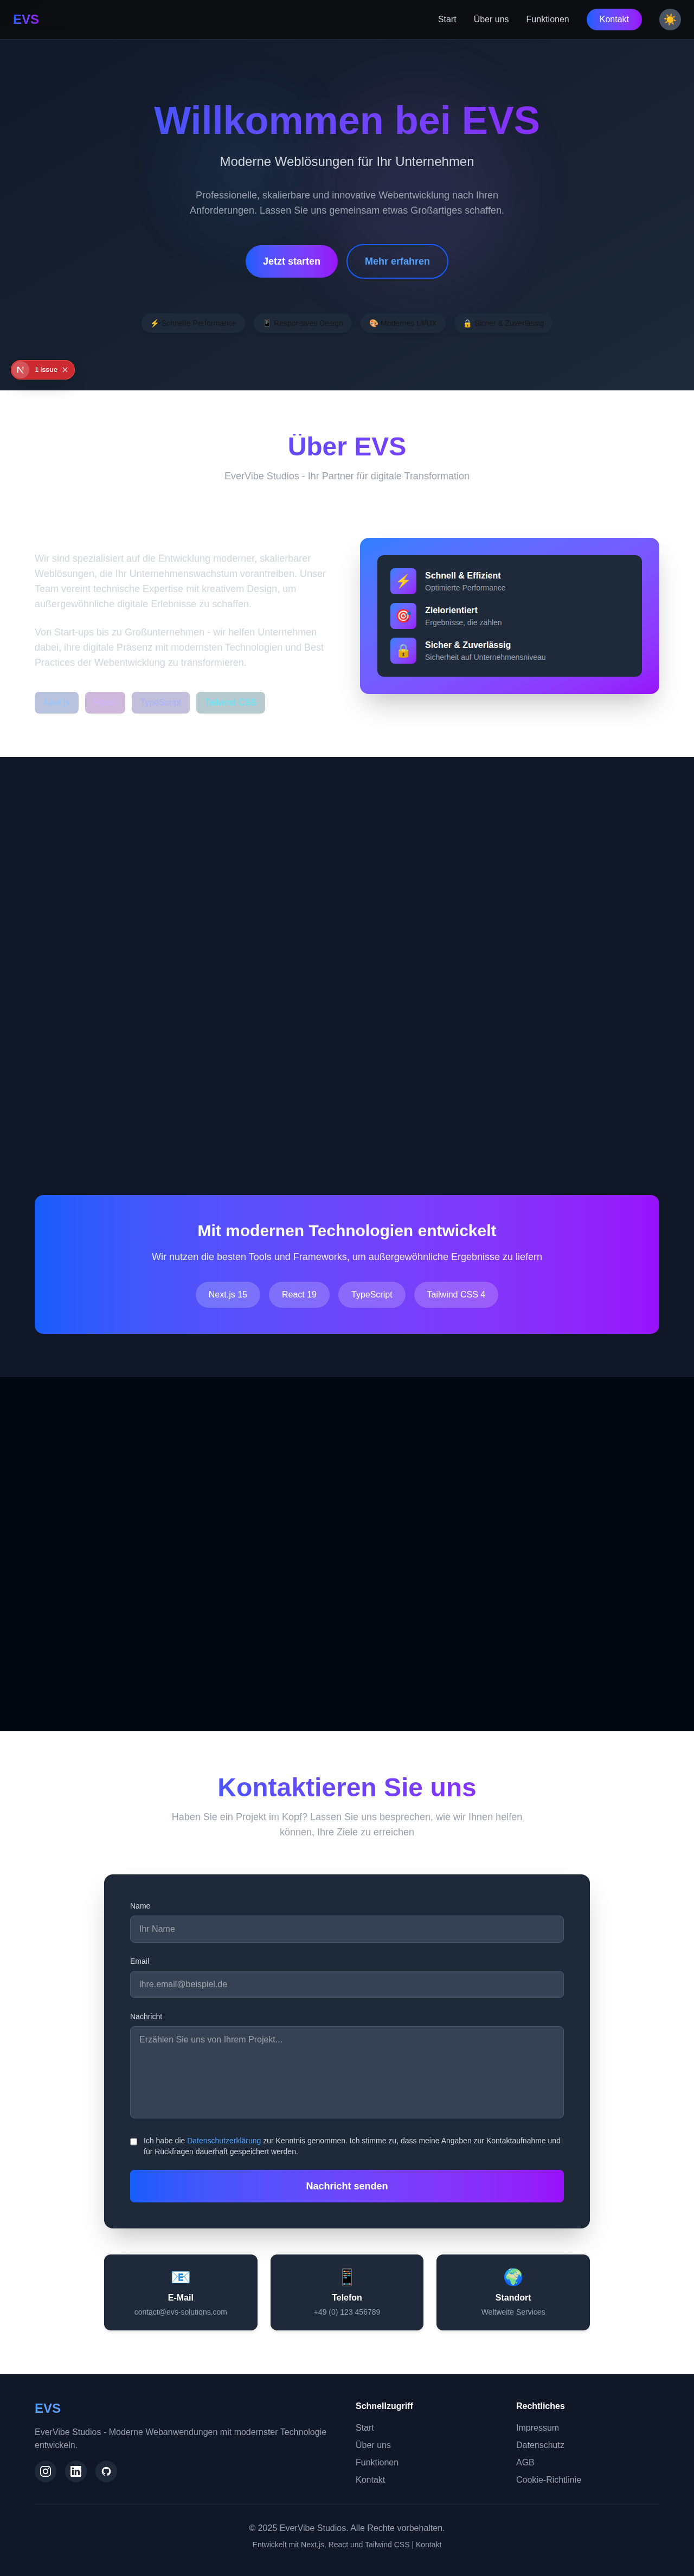 EVS
Start
Über uns
Funktionen
Kontakt
Willkommen bei EVS
Moderne Weblösungen für Ihr Unternehmen
Professionelle, skalierbare und innovative Webentwicklung nach Ihren
Anforderungen. Lassen Sie uns gemeinsam etwas Großartiges schaffen.
Jetzt starten
Mehr erfahren
Schnelle Performance
Responsives Design
Modernes UI/UX
Sicher & Zuverlässig
1 Issue
Über EVS
EverVibe Studios - Ihr Partner für digitale Transformation
Wir sind spezialisiert auf die Entwicklung moderner, skalierbarer
Weblösungen, die Ihr Unternehmenswachstum vorantreiben. Unser
Team vereint technische Expertise mit kreativem Design, um
außergewöhnliche digitale Erlebnisse zu schaffen.
Von Start-ups bis zu Großunternehmen - wir helfen Unternehmen
dabei, ihre digitale Präsenz mit modernsten Technologien und Best
Practices der Webentwicklung zu transformieren.
Next.js
React
TypeScript
Tailwind CSS
Schnell & Effizient
Optimierte Performance
Zielorientiert
Ergebnisse, die zählen
Sicher & Zuverlässig
Sicherheit auf Unternehmensniveau
Mit modernen Technologien entwickelt
Wir nutzen die besten Tools und Frameworks, um außergewöhnliche Ergebnisse zu liefern
Next.js 15
React 19
TypeScript
Tailwind CSS 4
Kontaktieren Sie uns
Haben Sie ein Projekt im Kopf? Lassen Sie uns besprechen, wie wir Ihnen helfen
können, Ihre Ziele zu erreichen
Name
Ihr Name
Email
ihre.email@beispiel.de
Nachricht
Erzählen Sie uns von Ihrem Projekt...
Ich habe die Datenschutzerklärung zur Kenntnis genommen. Ich stimme zu, dass meine Angaben zur Kontaktaufnahme und
für Rückfragen dauerhaft gespeichert werden.
Nachricht senden
E-Mail
contact@evs-solutions.com
Telefon
+49 (0) 123 456789
Standort
Weltweite Services
EVS
EverVibe Studios - Moderne Webanwendungen mit modernster Technologie
entwickeln.
Schnellzugriff
Start
Über uns
Funktionen
Kontakt
Rechtliches
Impressum
Datenschutz
AGB
Cookie-Richtlinie
© 2025 EverVibe Studios. Alle Rechte vorbehalten.
Entwickelt mit Next.js, React und Tailwind CSS | Kontakt